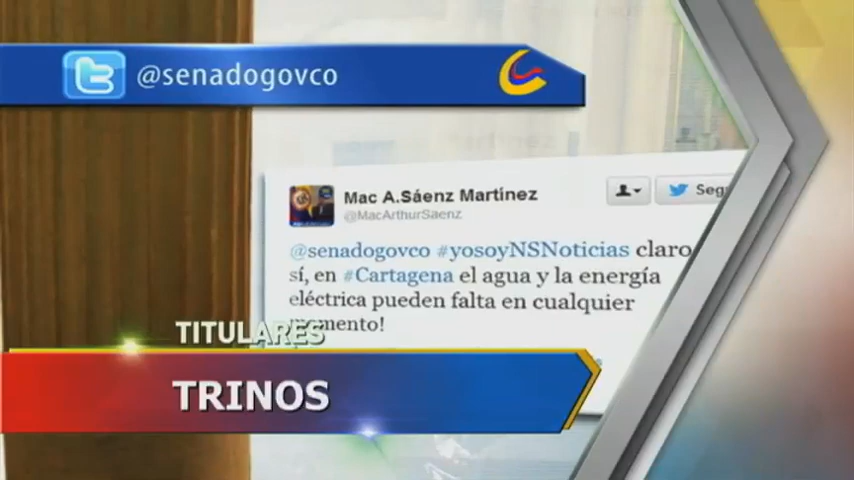 @senadogovco
Mac A.Sáenz Martínez
@MacArthurSaenz
@senadogovco #yosoyNSNoticias claro
sí, en #Cartagena el agua y la energía
eléctrica pueden falta en cualquier
momento!
TITULARES
TRINOS